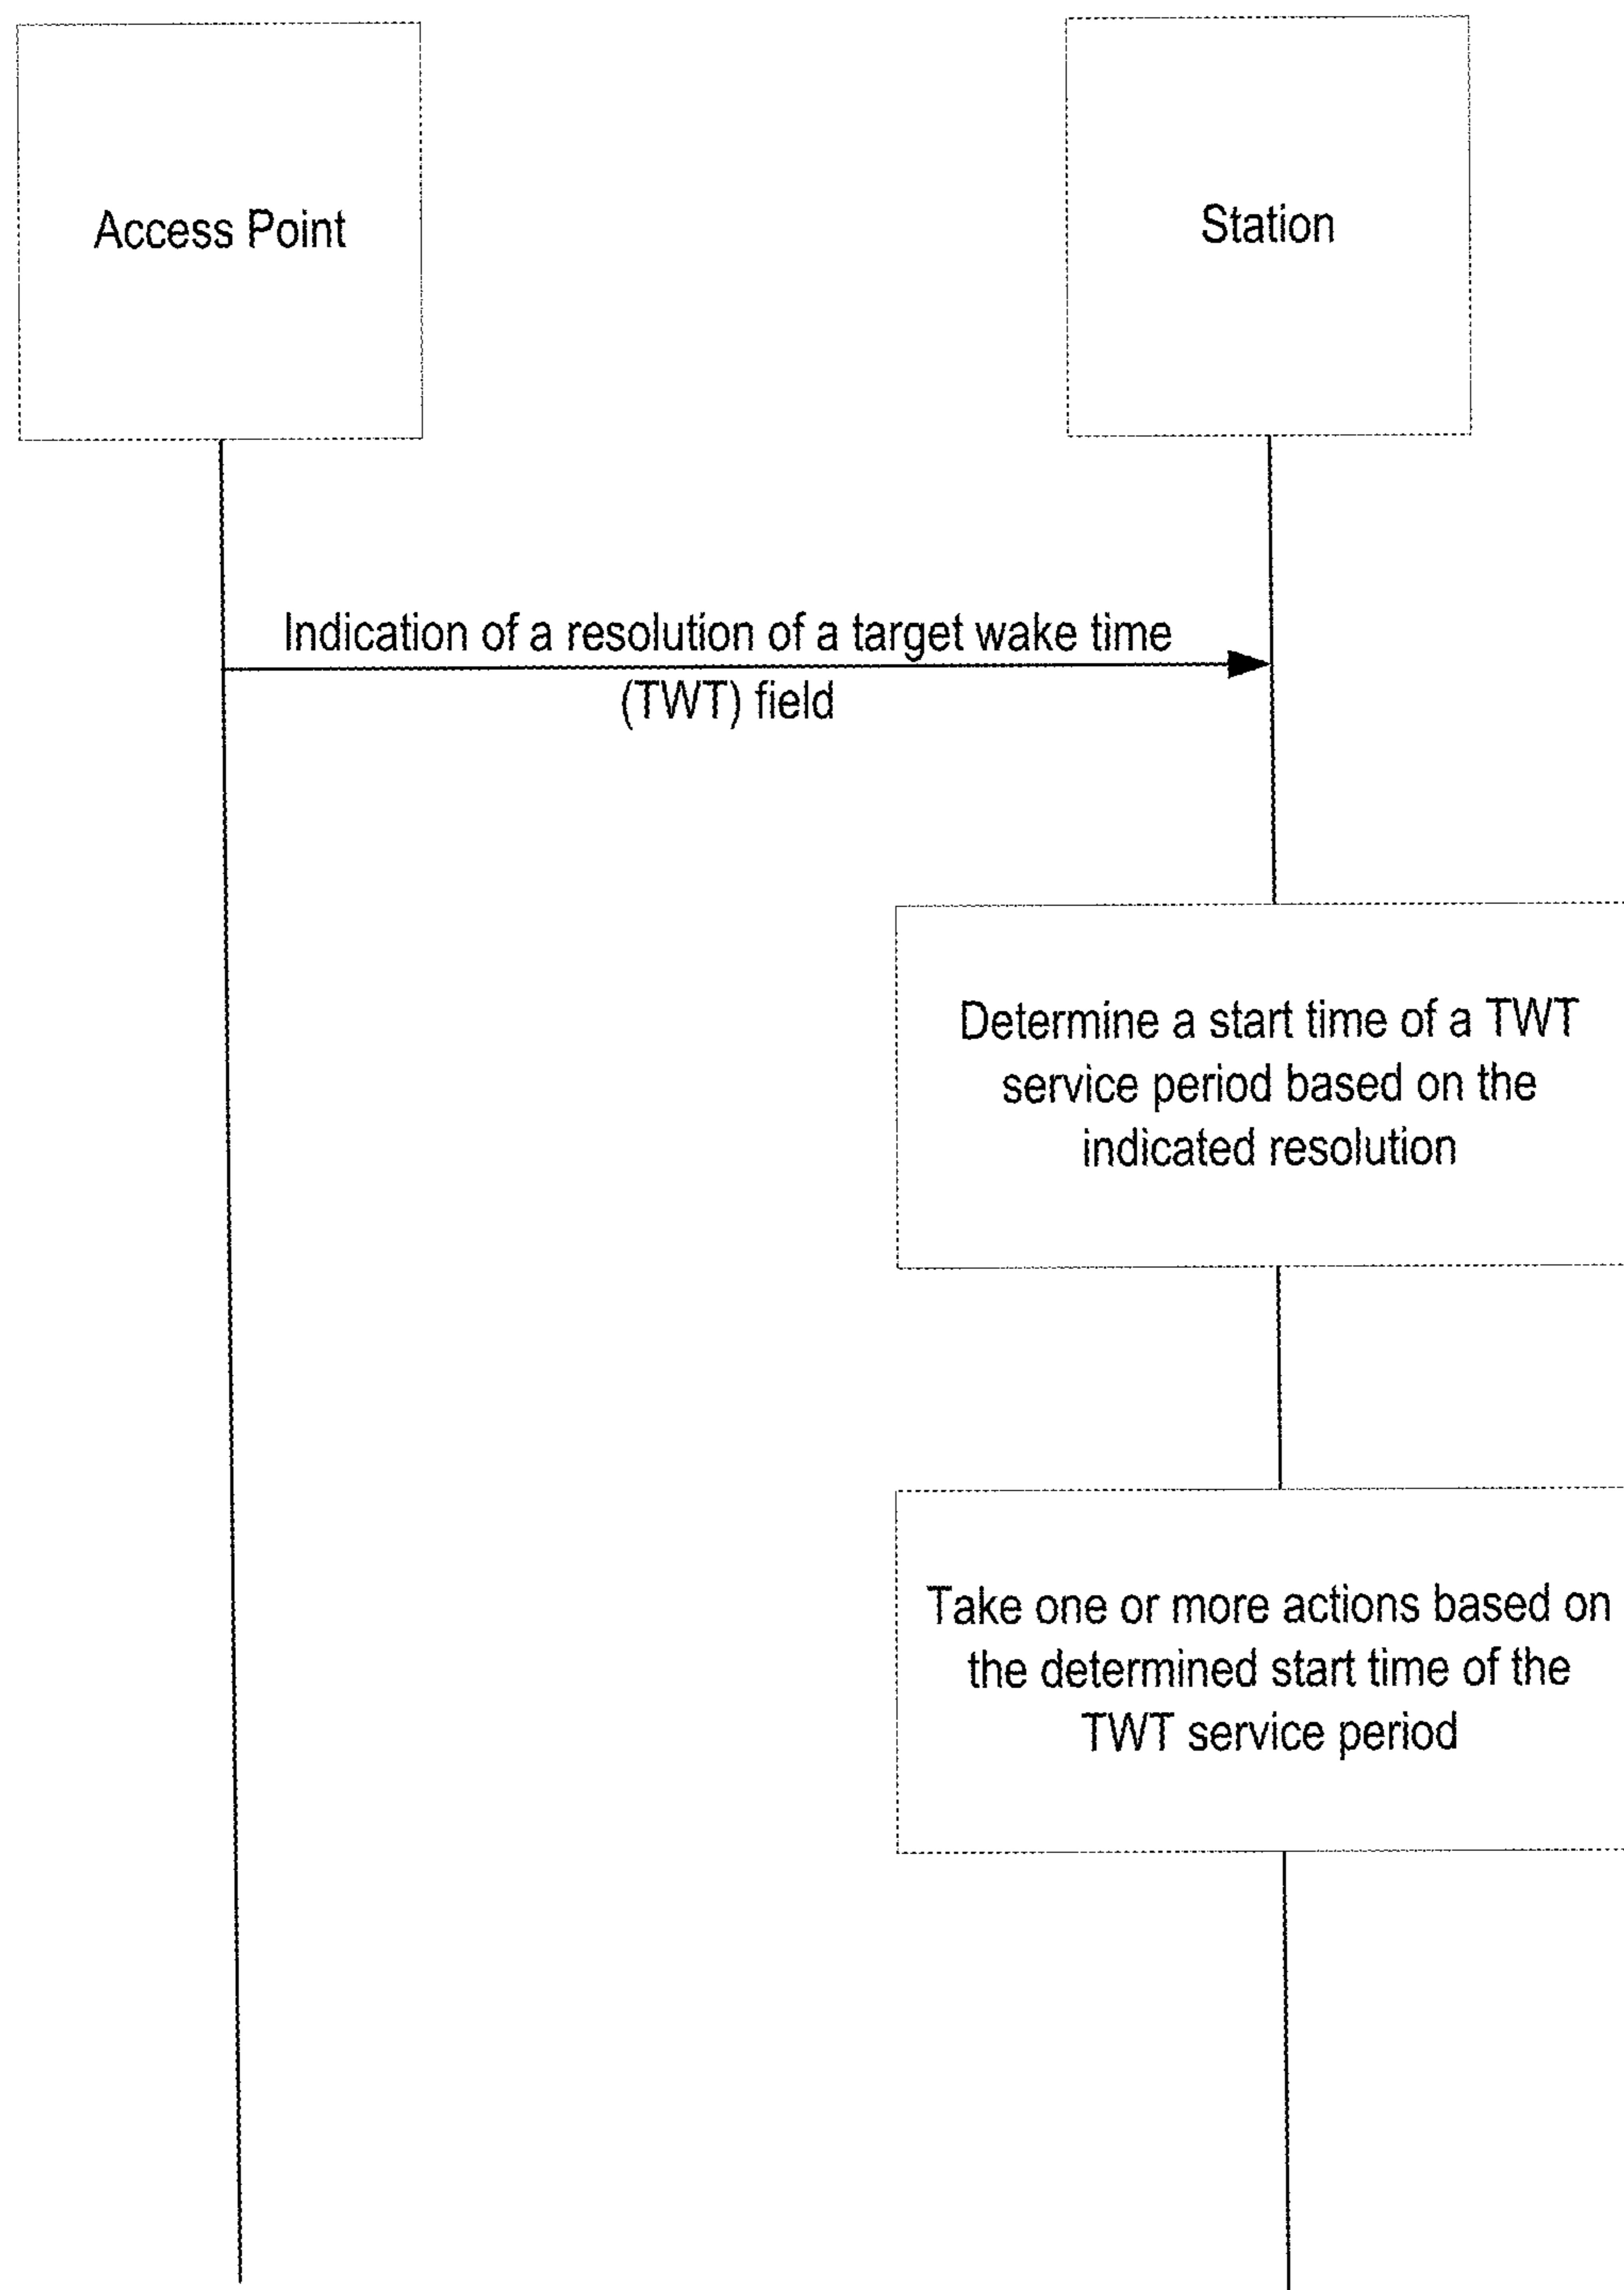 Access Point
Station
Indication of a resolution of a target wake time
(TWT) field
Determine a start time of a TWT
service period based on the
indicated resolution
Take one or more actions based on
the determined start time of the
TWT service period